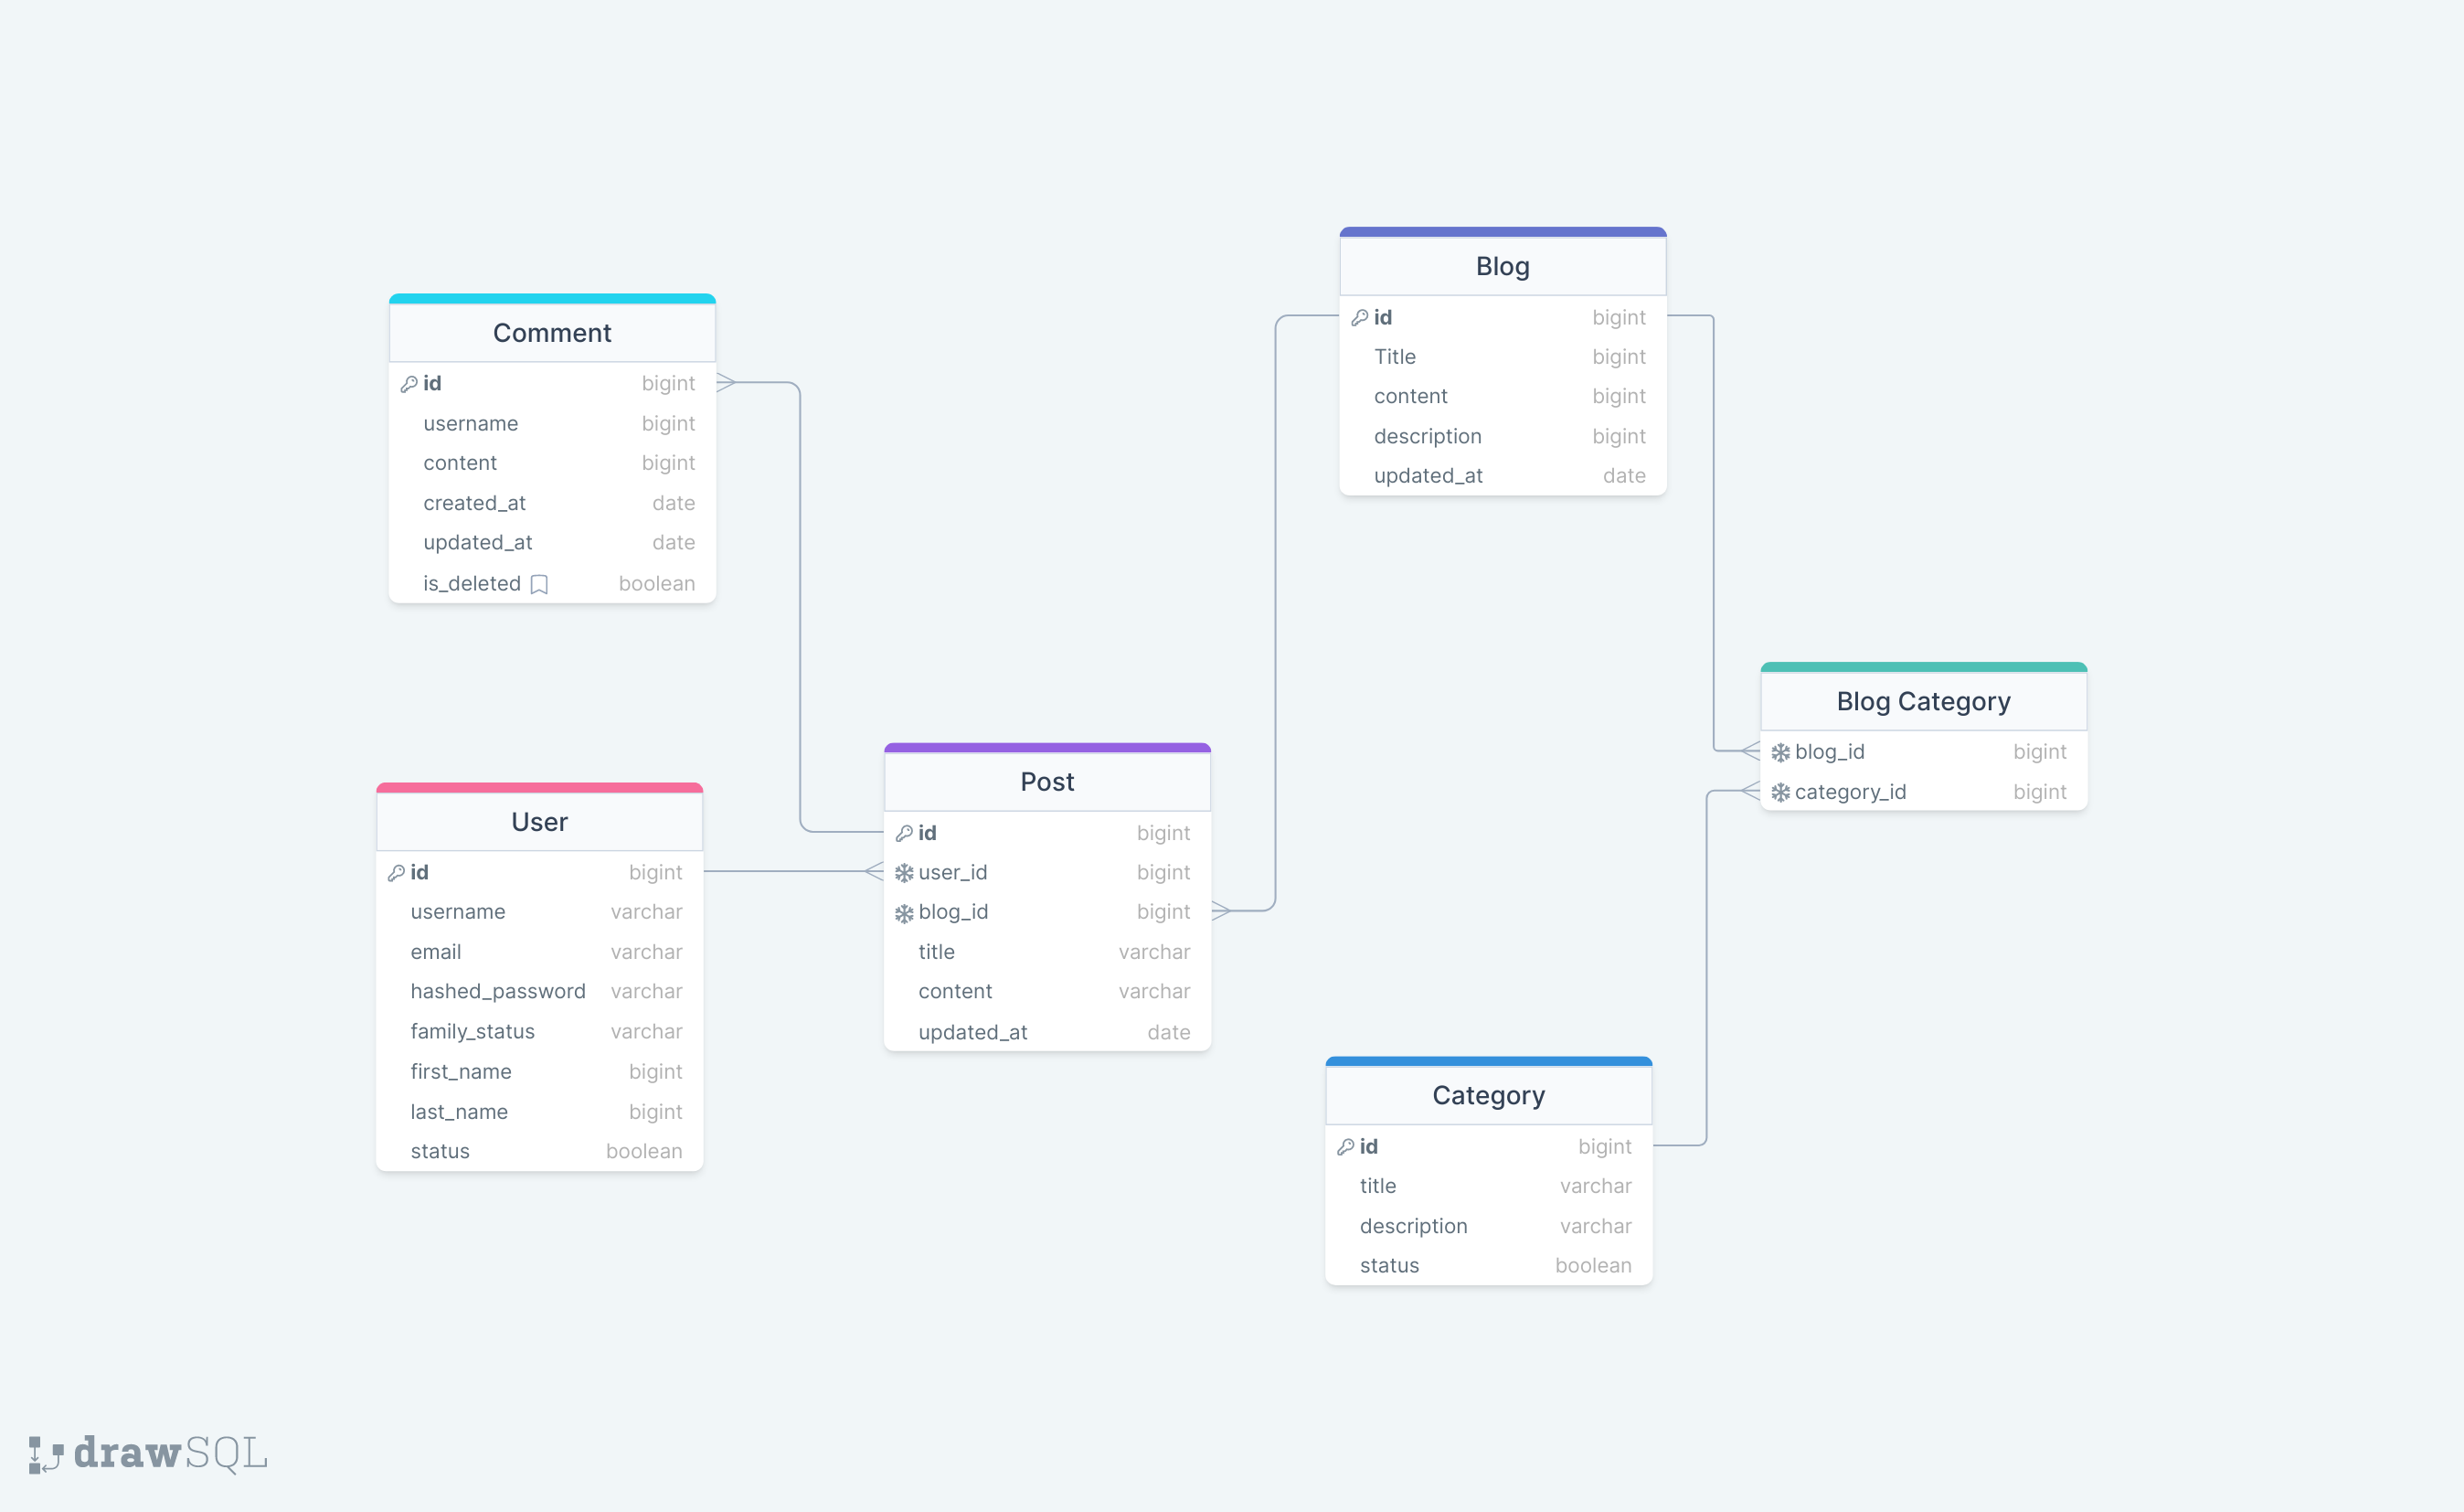 Comment
id bigint
username bigint
content bigint
created_at date
updated_at date
is_deleted boolean
User
id bigint
username varchar
email varchar
hashed_password varchar
family_status varchar
first_name bigint
last_name bigint
status boolean
Post
id bigint
user_id bigint
blog_id bigint
title varchar
content varchar
updated_at date
Blog
id bigint
Title bigint
content bigint
description bigint
updated_at date
Blog Category
blog_id bigint
category_id bigint
Category
id bigint
title varchar
description varchar
status boolean
drawSQL